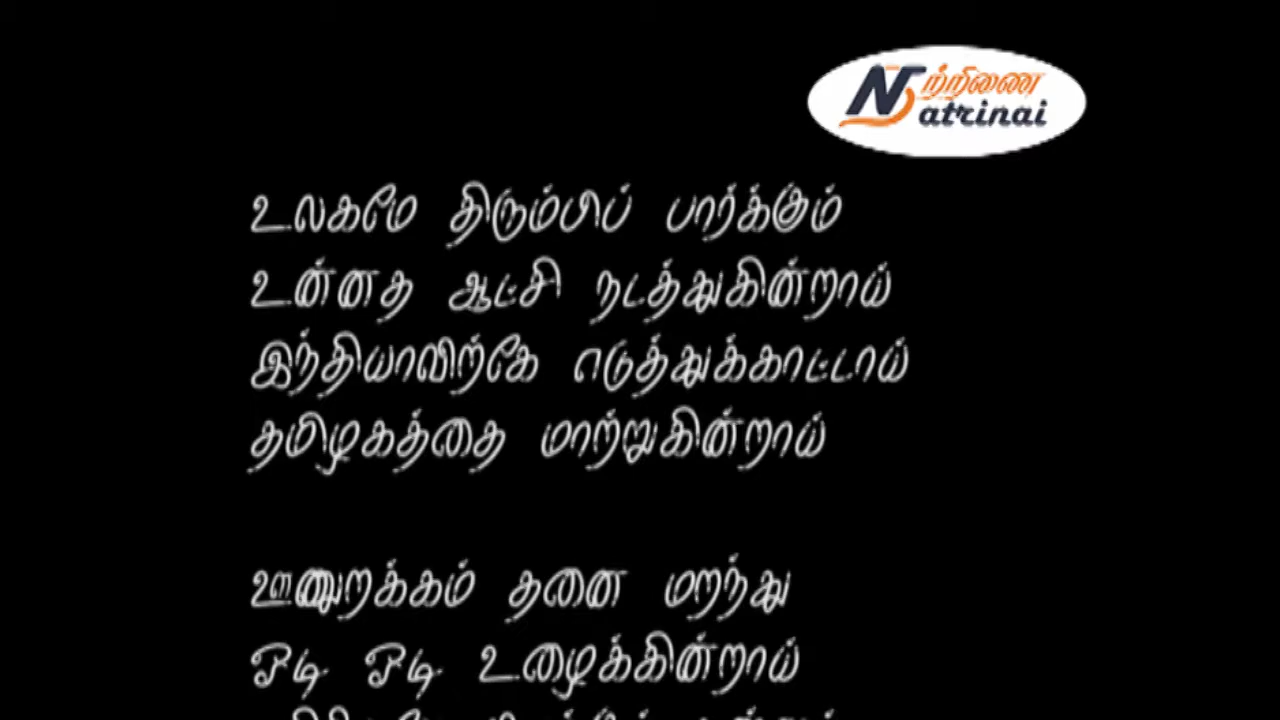 நற்றிணை
Natrinai
உலகமே திரும்பிப் பார்க்கும்
உன்னத ஆட்சி நடத்துகின்றாய்
இந்தியாவிற்கே எடுத்துக்காட்டாய்
தமிழகத்தை மாற்றுகின்றாய்
ஊணுறக்கம் தனை மறந்து
ஓடி ஓடி உழைக்கின்றாய்